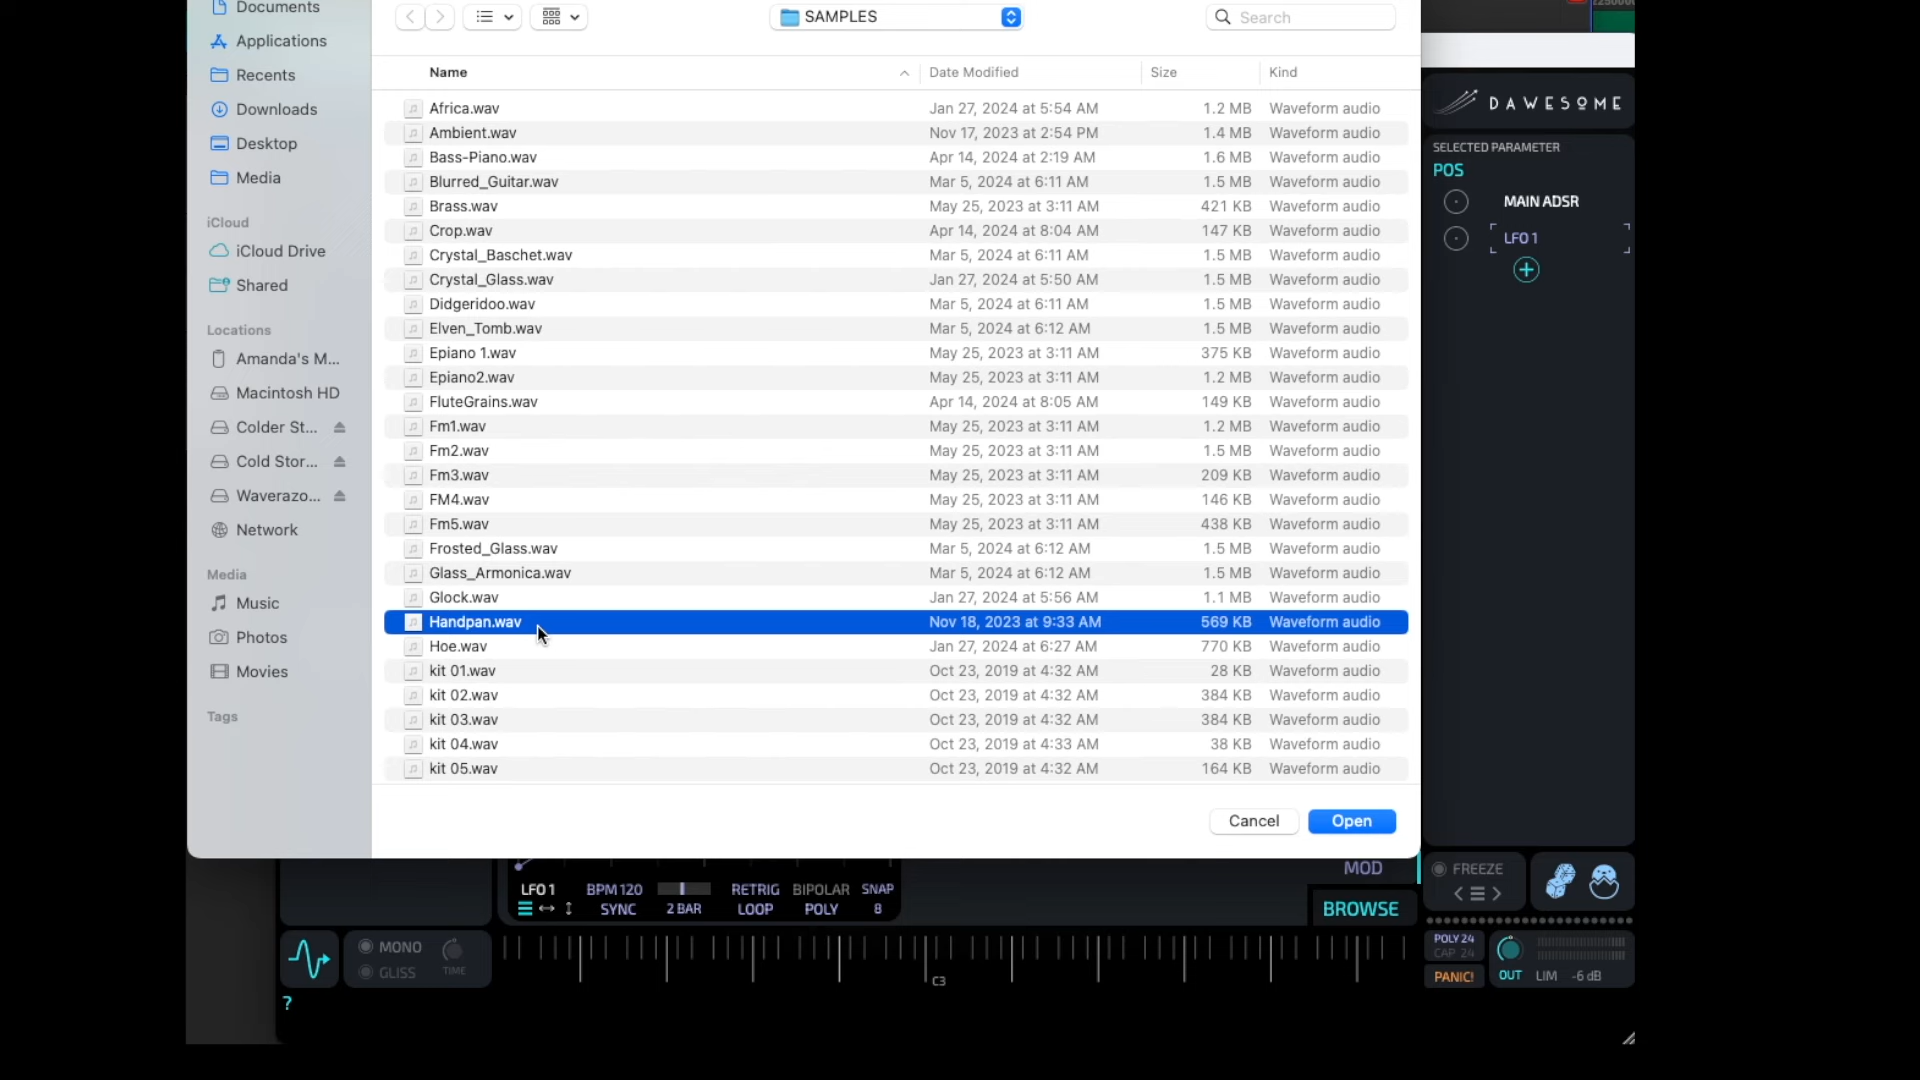 Documents
SAMPLES
Search
Name Date Modified Size Kind
Applications
Recents
Downloads
Desktop
Media
iCloud
iCloud Drive
Shared
Locations
Amanda's M...
Macintosh HD
Colder St...
Cold Stor...
Waverazo...
Network
Media
Music
Photos
Movies
Tags
Africa.wav Jan 27, 2024 at 5:54 AM 1.2 MB Waveform audio
Ambient.wav Nov 17, 2023 at 2:54 PM 1.4 MB Waveform audio
Bass-Piano.wav Apr 14, 2024 at 2:19 AM 1.6 MB Waveform audio
Blurred_Guitar.wav Mar 5, 2024 at 6:11 AM 1.5 MB Waveform audio
Brass.wav May 25, 2023 at 3:11 AM 421 KB Waveform audio
Crop.wav Apr 14, 2024 at 8:04 AM 147 KB Waveform audio
Crystal_Baschet.wav Mar 5, 2024 at 6:11 AM 1.5 MB Waveform audio
Crystal_Glass.wav Jan 27, 2024 at 5:50 AM 1.5 MB Waveform audio
Didgeridoo.wav Mar 5, 2024 at 6:11 AM 1.5 MB Waveform audio
Elven_Tomb.wav Mar 5, 2024 at 6:12 AM 1.5 MB Waveform audio
Epiano 1.wav May 25, 2023 at 3:11 AM 375 KB Waveform audio
Epiano2.wav May 25, 2023 at 3:11 AM 1.2 MB Waveform audio
FluteGrains.wav Apr 14, 2024 at 8:05 AM 149 KB Waveform audio
Fm1.wav May 25, 2023 at 3:11 AM 1.2 MB Waveform audio
Fm2.wav May 25, 2023 at 3:11 AM 1.5 MB Waveform audio
Fm3.wav May 25, 2023 at 3:11 AM 209 KB Waveform audio
FM4.wav May 25, 2023 at 3:11 AM 146 KB Waveform audio
Fm5.wav May 25, 2023 at 3:11 AM 438 KB Waveform audio
Frosted_Glass.wav Mar 5, 2024 at 6:12 AM 1.5 MB Waveform audio
Glass_Armonica.wav Mar 5, 2024 at 6:12 AM 1.5 MB Waveform audio
Glock.wav Jan 27, 2024 at 5:56 AM 1.1 MB Waveform audio
Handpan.wav Nov 18, 2023 at 9:33 AM 569 KB Waveform audio
Hoe.wav Jan 27, 2024 at 6:27 AM 770 KB Waveform audio
kit 01.wav Oct 23, 2019 at 4:32 AM 28 KB Waveform audio
kit 02.wav Oct 23, 2019 at 4:32 AM 384 KB Waveform audio
kit 03.wav Oct 23, 2019 at 4:32 AM 384 KB Waveform audio
kit 04.wav Oct 23, 2019 at 4:33 AM 38 KB Waveform audio
kit 05.wav Oct 23, 2019 at 4:32 AM 164 KB Waveform audio
Cancel Open
DAWESOME
SELECTED PARAMETER
POS
MAIN ADSR
LFO 1
MOD
BROWSE
FREEZE
LFO 1 BPM 120 RETRIG BIPOLAR SNAP
SYNC 2 BAR LOOP POLY 8
MONO
GLISS TIME
C3
POLY 24
CAP 24
PANIC!
OUT LIM -6 dB
?